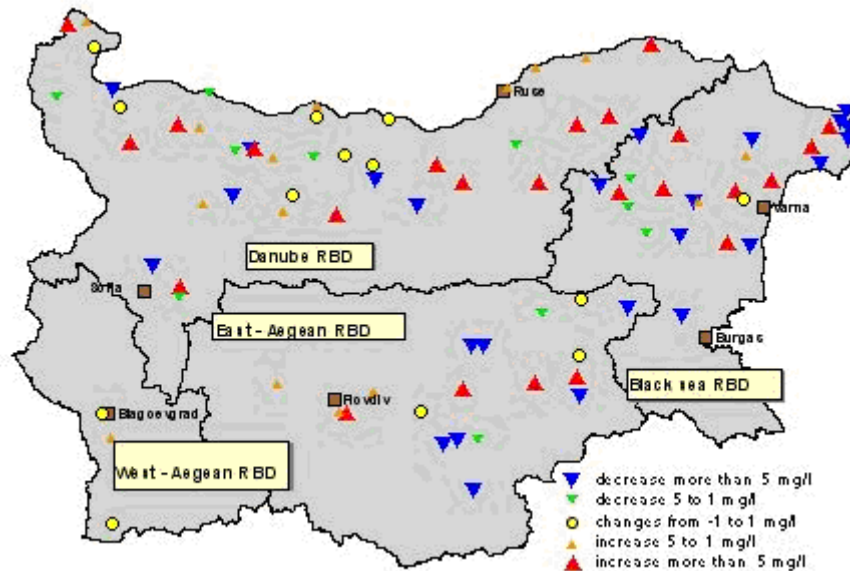 Ruse
Varna
Danube RBD
Sofia
East - Aegean RBD
Burgas
Black sea RBD
Plovdiv
Blagoevgrad
West - Aegean RBD
decrease more than 5 mg/l
decrease 5 to 1 mg/l
changes from -1 to 1 mg/l
increase 5 to 1 mg/l
increase more than 5 mg/l